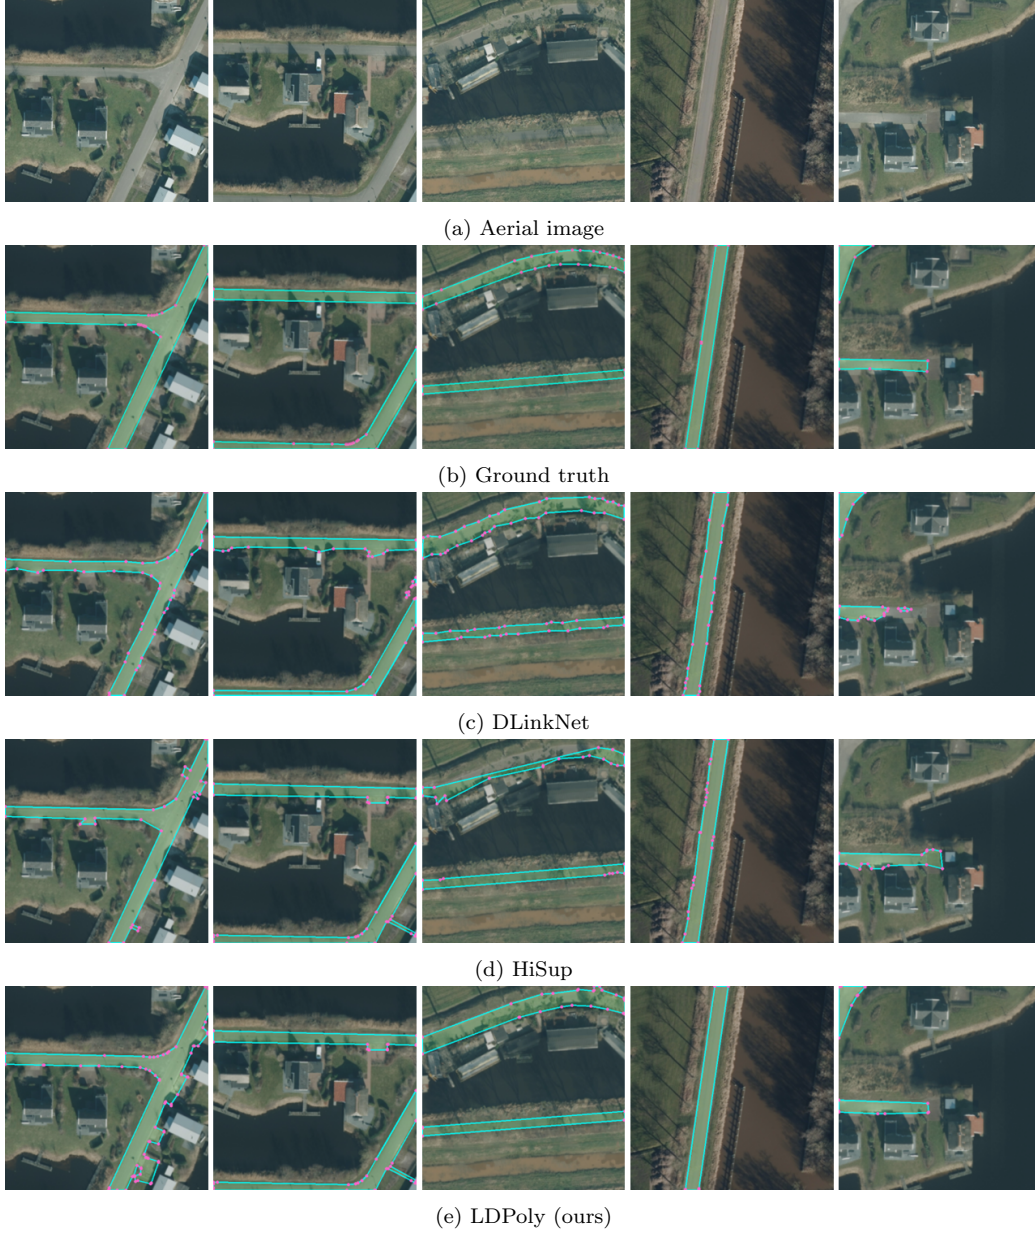 (a) Aerial image
(b) Ground truth
(c) DLinkNet
(d) HiSup
(e) LDPoly (ours)